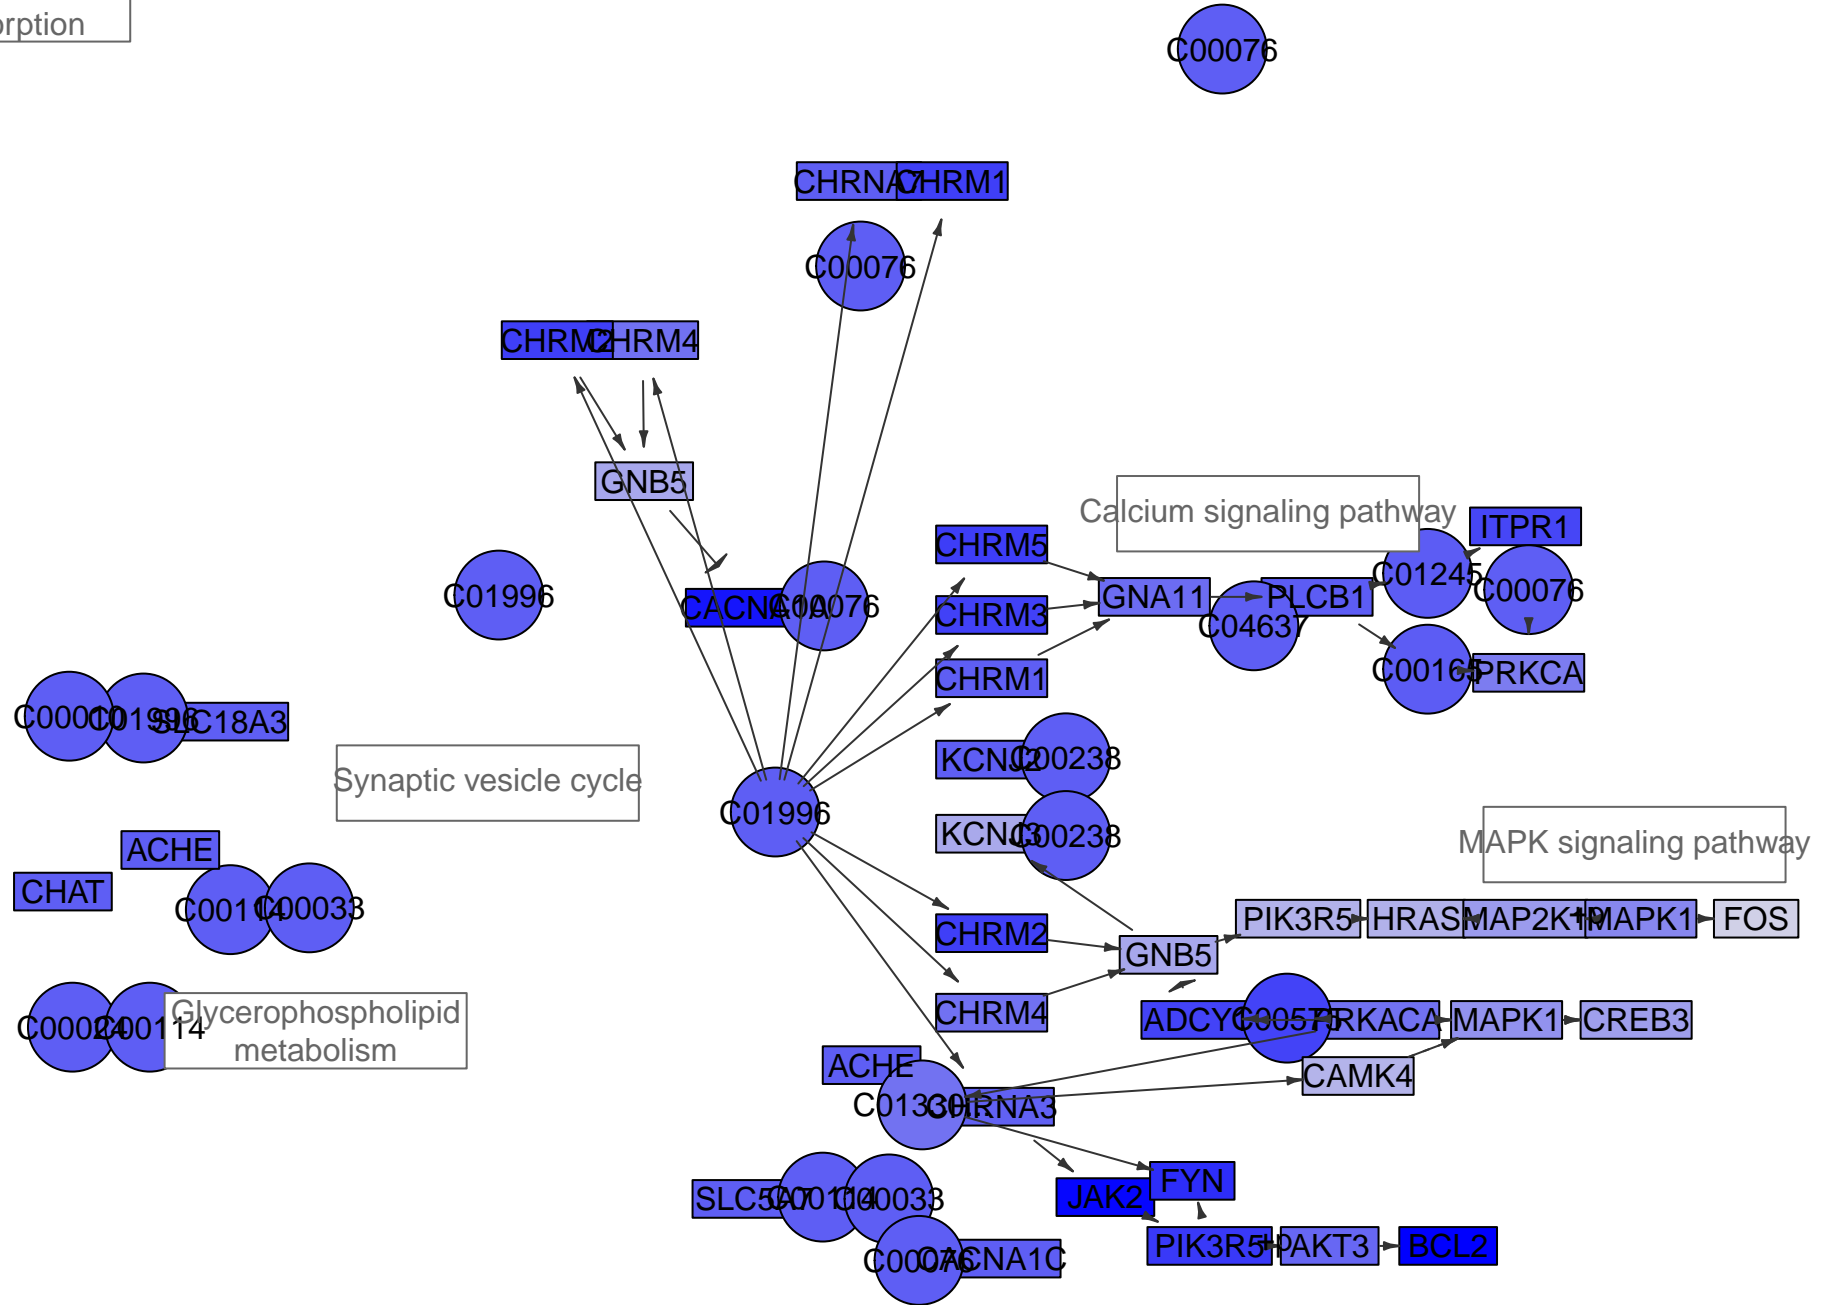 orption
C00076
CHRNA7
CHRM1
C00076
CHRM2
CHRM4
GNB5
Calcium signaling pathway
ITPR1
CHRM5
C01245
C00076
C01996
CACNA1A
C00076
GNA11
PLCB1
CHRM3
C04637
CHRM1
C00165
PRKCA
C00010
C01996
SLC18A3
KCNJ2
C00238
Synaptic vesicle cycle
C01996
KCNJ3
C00238
MAPK signaling pathway
ACHE
CHAT
C00114
C00033
CHRM2
PIK3R5
HRAS
MAP2K1
+p
MAPK1
FOS
GNB5
C00024
C00114
Glycerophospholipid
metabolism
CHRM4
ADCY
C00575
PRKACA
MAPK1
CREB3
ACHE
CAMK4
C01330
CHRNA3
SLC5A7
C00114
C00033
JAK2
FYN
C00076
CACNA1C
PIK3R5
+p
AKT3
BCL2